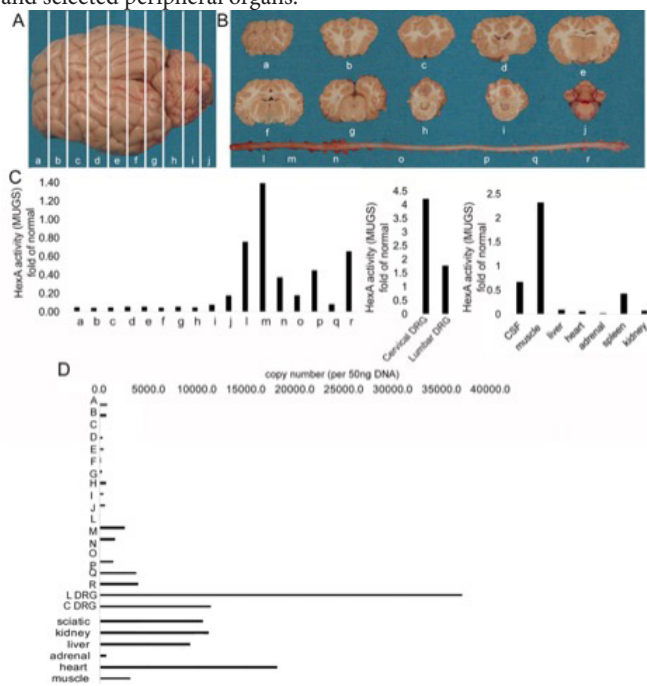 and selected peripheral organs.
A
B
a b c d e f g h i j
a b c d e
f g h i j
l m n o p q r
C
HexA activity (MUGS)
fold of normal
1.40
1.20
1.00
0.80
0.60
0.40
0.20
0.00
a b c d e f g h i j l m n o p q r
HexA activity (MUGS)
fold of normal
4.5
4
3.5
3
2.5
2
1.5
1
0.5
0
Cervical DRG
Lumbar DRG
HexA activity (MUGS)
fold of normal
2.5
2
1.5
1
0.5
0
CSF
muscle
liver
heart
adrenal
spleen
kidney
D
copy number (per 50ng DNA)
0.0 5000.0 10000.0 15000.0 20000.0 25000.0 30000.0 35000.0 40000.0
A
B
C
D
E
F
G
H
I
J
L
M
N
O
P
Q
R
L DRG
C DRG
sciatic
kidney
liver
adrenal
heart
muscle